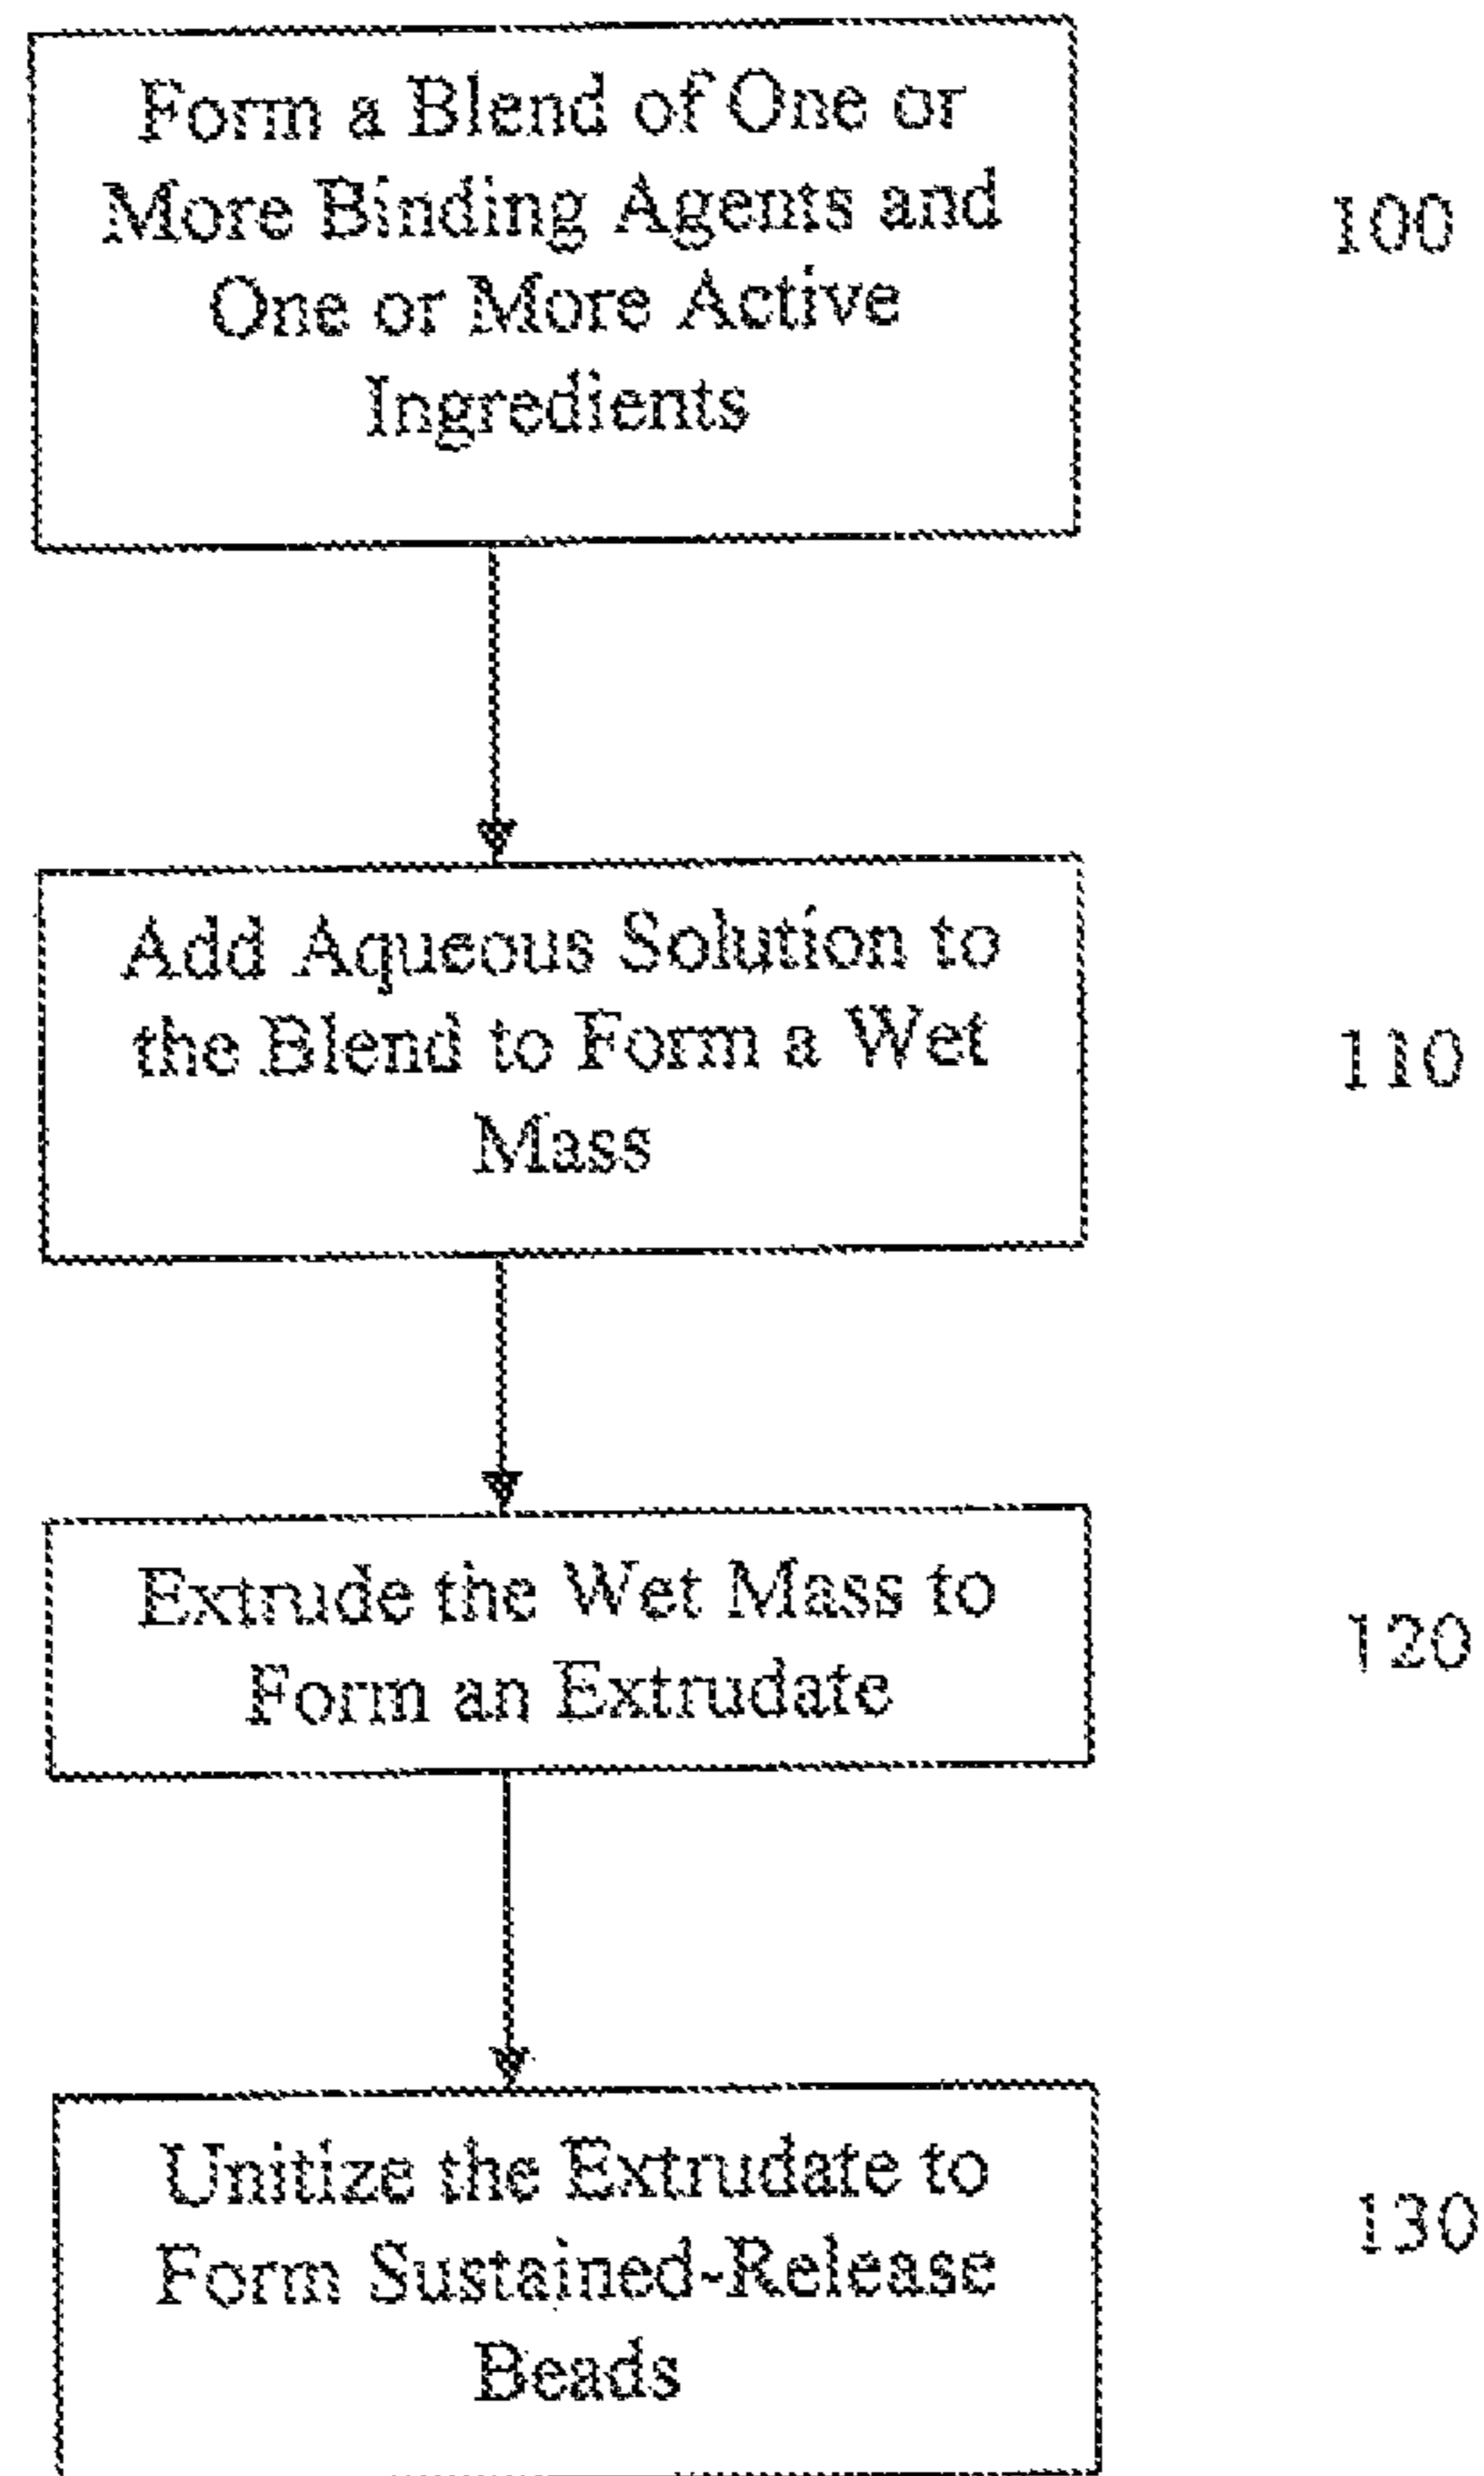 Form a Blend of One or
More Binding Agents and
One or More Active
Ingredients
100
Add Aqueous Solution to
the Blend to Form a Wet
Mass
110
Extrude the Wet Mass to
Form an Extrudate
120
Unitize the Extrudate to
Form Sustained-Release
Beads
130